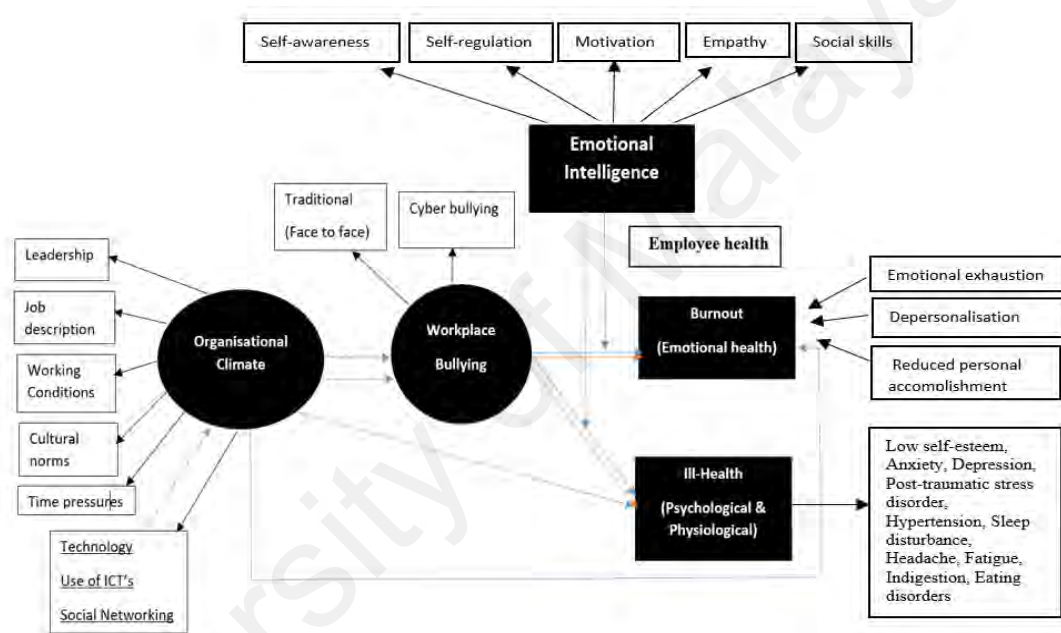 Self-awareness
Self-regulation
Motivation
Empathy
Social skills
Emotional
Intelligence
Traditional
(Face to face)
Cyber bullying
Employee health
Leadership
Job
description
Working
Conditions
Cultural
norms
Time pressures
Technology
Use of ICT's
Social Networking
Organisational
Climate
Workplace
Bullying
Burnout
(Emotional health)
Emotional exhaustion
Depersonalisation
Reduced personal
accomolishment
Ill-Health
(Psychological &
Physiological)
Low self-esteem,
Anxiety, Depression,
Post-traumatic stress
disorder,
Hypertension, Sleep
disturbance,
Headache, Fatigue,
Indigestion, Eating
disorders
ersity of Malaya